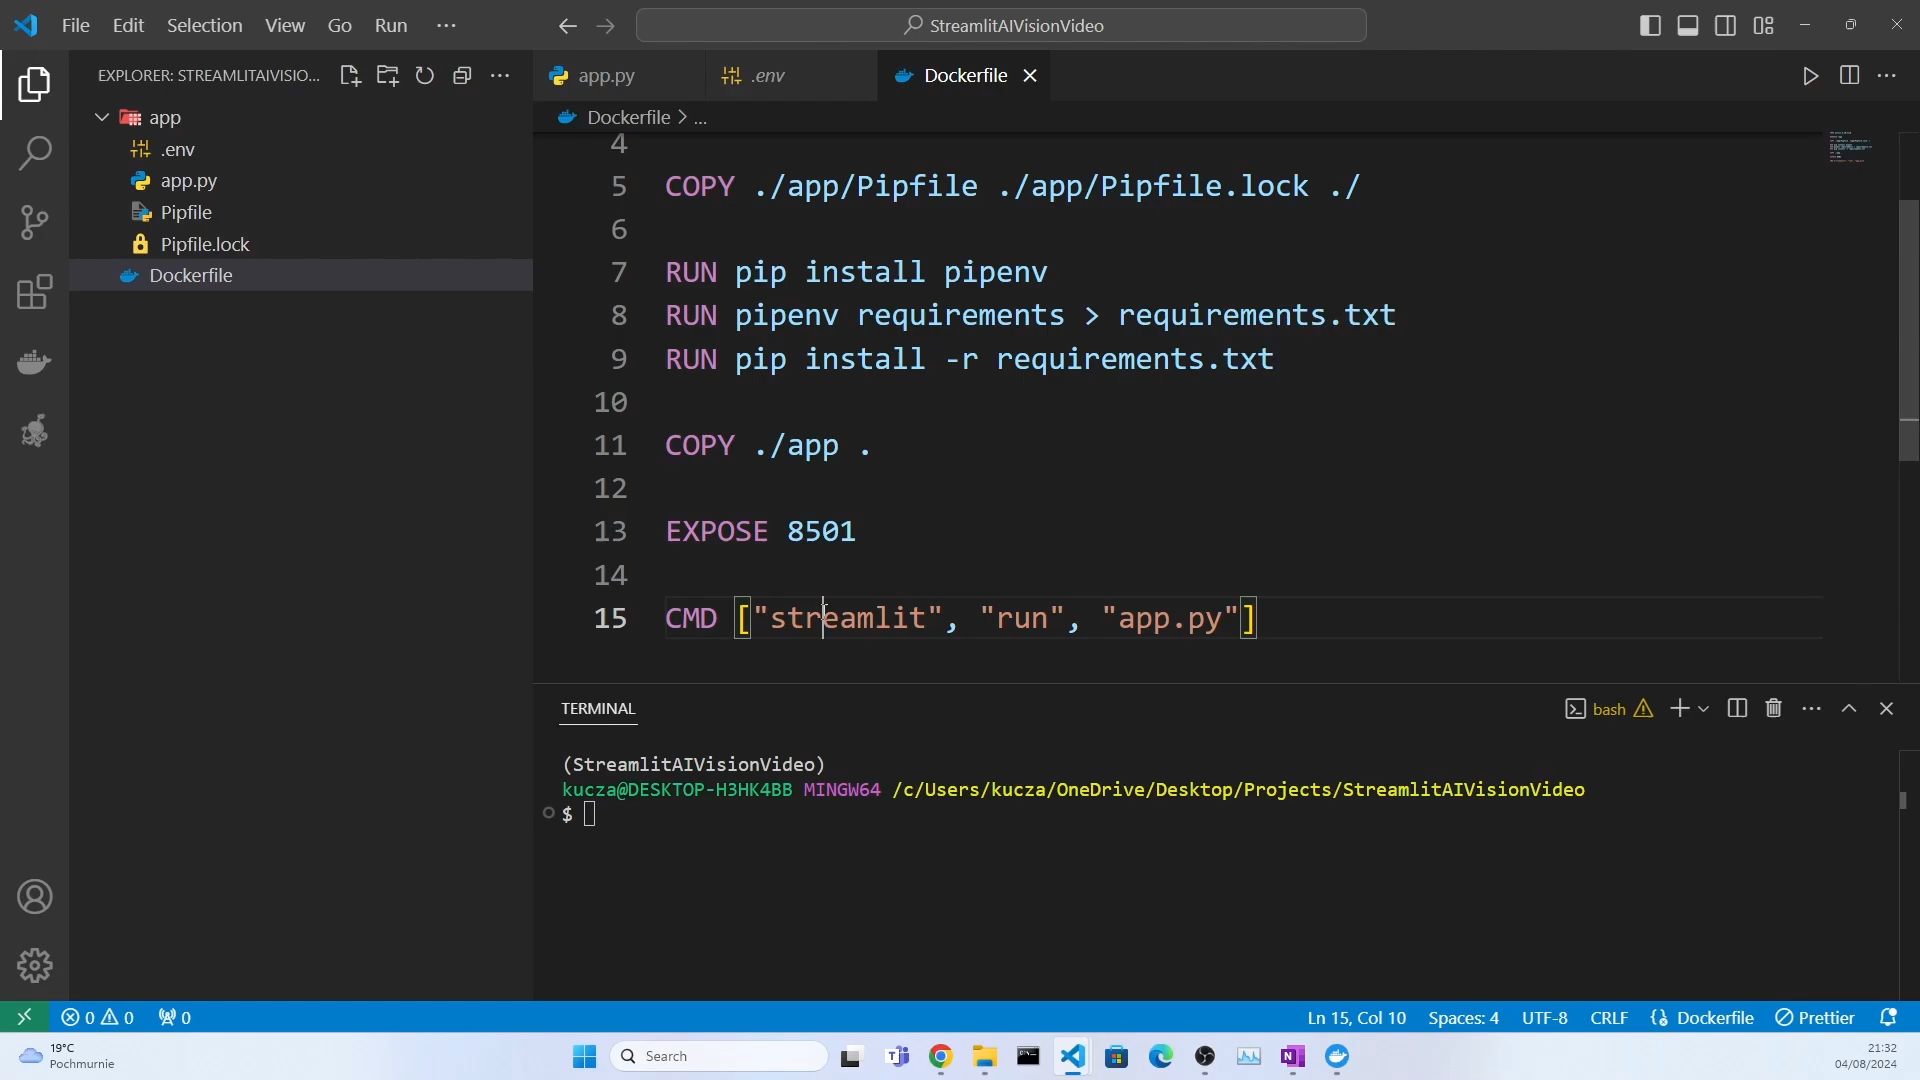 File Edit Selection View Go Run ···
StreamlitAIVisionVideo
EXPLORER: STREAMLITAIVISIO...
app.py
.env
Dockerfile
Dockerfile > ...
app
.env
app.py
Pipfile
Pipfile.lock
Dockerfile
4
5 COPY ./app/Pipfile ./app/Pipfile.lock ./
6
7 RUN pip install pipenv
8 RUN pipenv requirements > requirements.txt
9 RUN pip install -r requirements.txt
10
11 COPY ./app .
12
13 EXPOSE 8501
14
15 CMD ["streamlit", "run", "app.py"]
TERMINAL
bash
(StreamlitAIVisionVideo)
kucza@DESKTOP-H3HK4BB MINGW64 /c/Users/kucza/OneDrive/Desktop/Projects/StreamlitAIVisionVideo
$
0 0 0
Ln 15, Col 10 Spaces: 4 UTF-8 CRLF Dockerfile Prettier
19°C
Pochmurnie
Search
21:32
04/08/2024